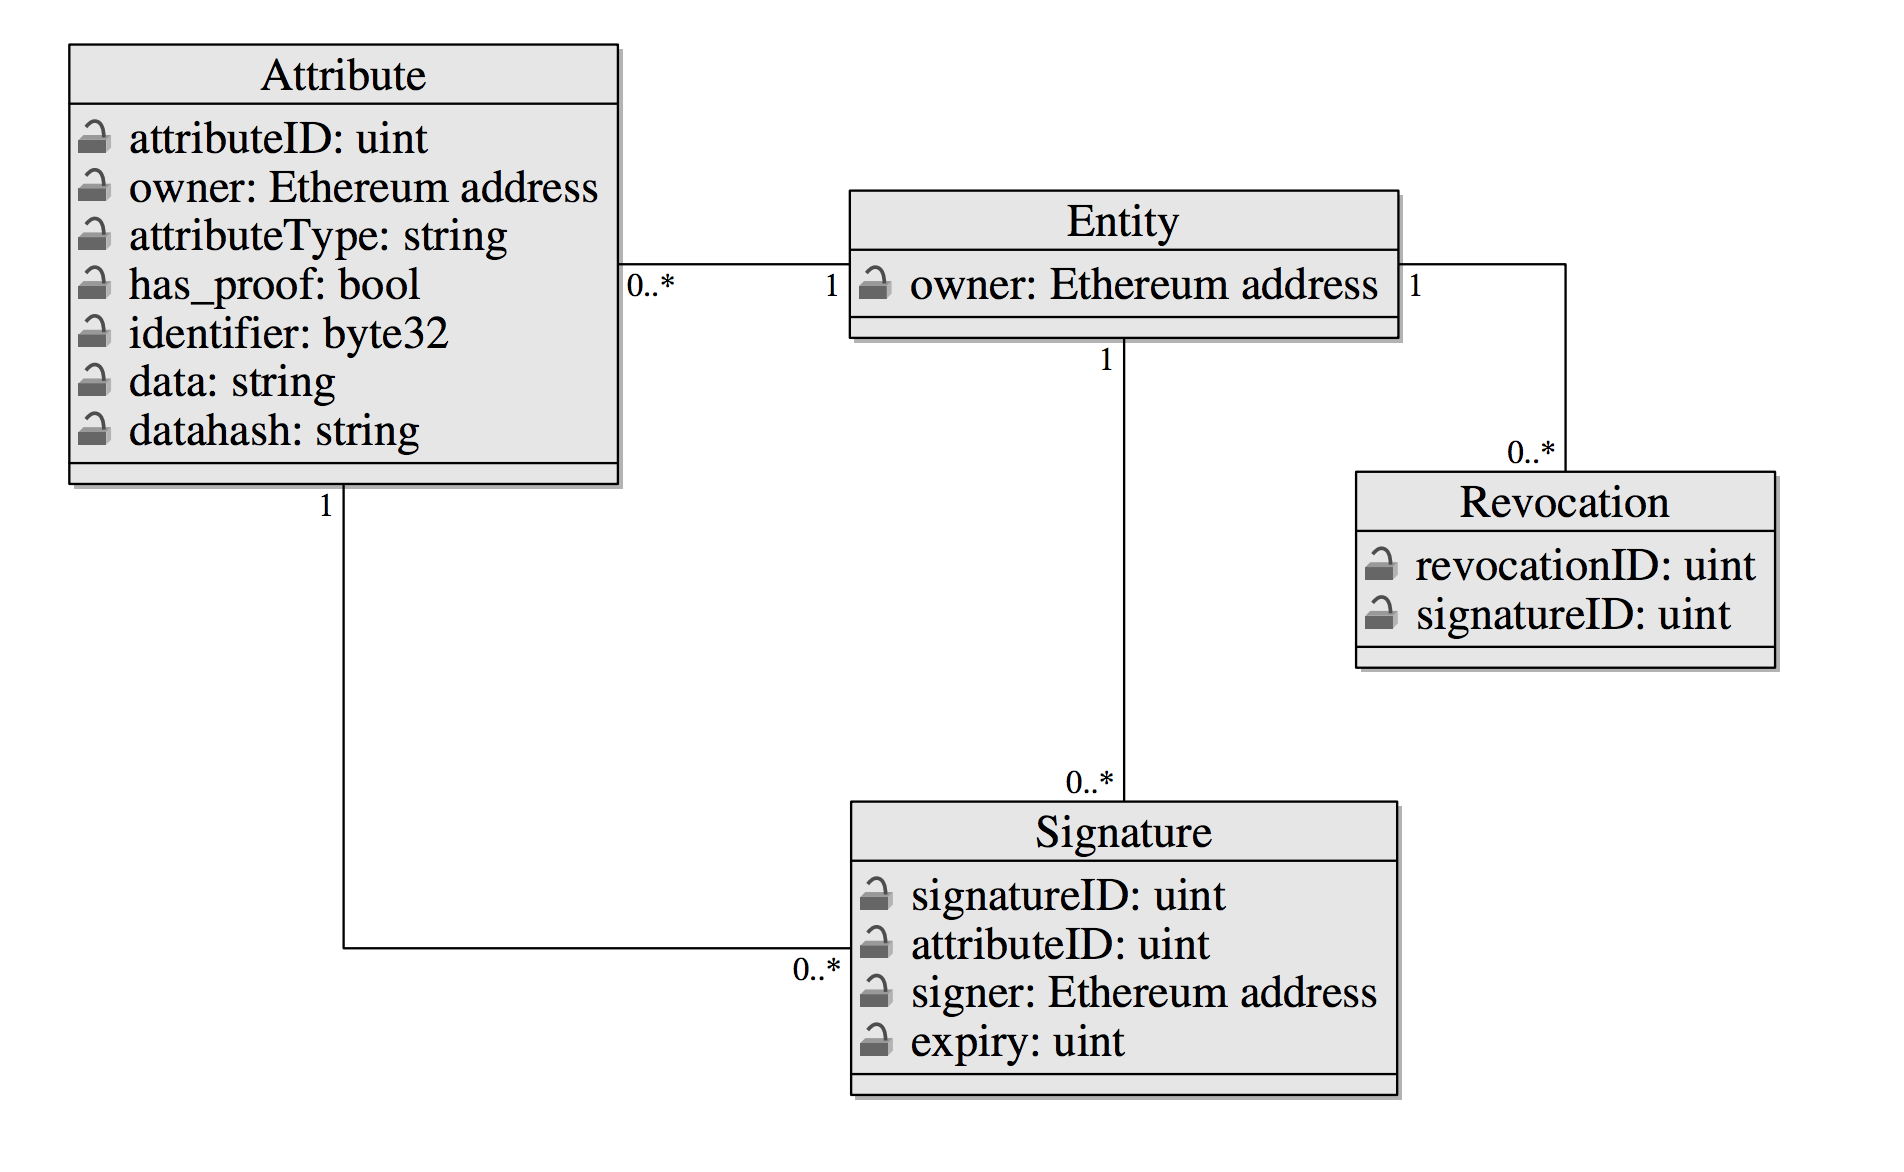 Attribute
attributeID: uint
owner: Ethereum address
attributeType: string
has_proof: bool
identifier: byte32
data: string
datahash: string
0..*
1
Entity
owner: Ethereum address
1
1
0..*
Revocation
revocationID: uint
signatureID: uint
1
0..*
0..*
Signature
signatureID: uint
attributeID: uint
signer: Ethereum address
expiry: uint